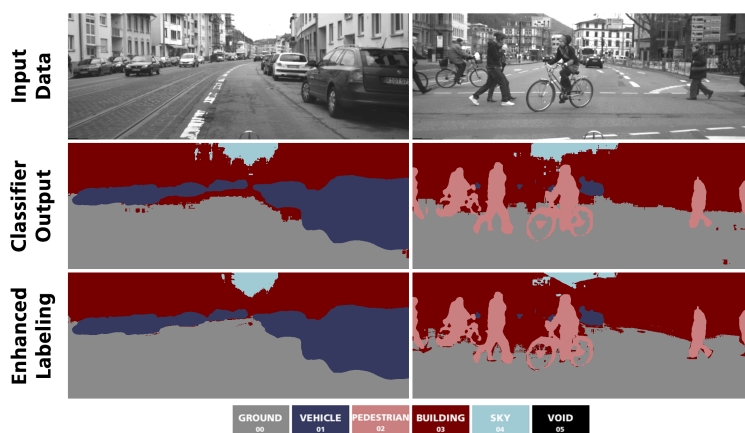 Input
Data
Classifier
Output
Enhanced
Labeling
GROUND
00
VEHICLE
01
PEDESTRIAN
02
BUILDING
03
SKY
04
VOID
05